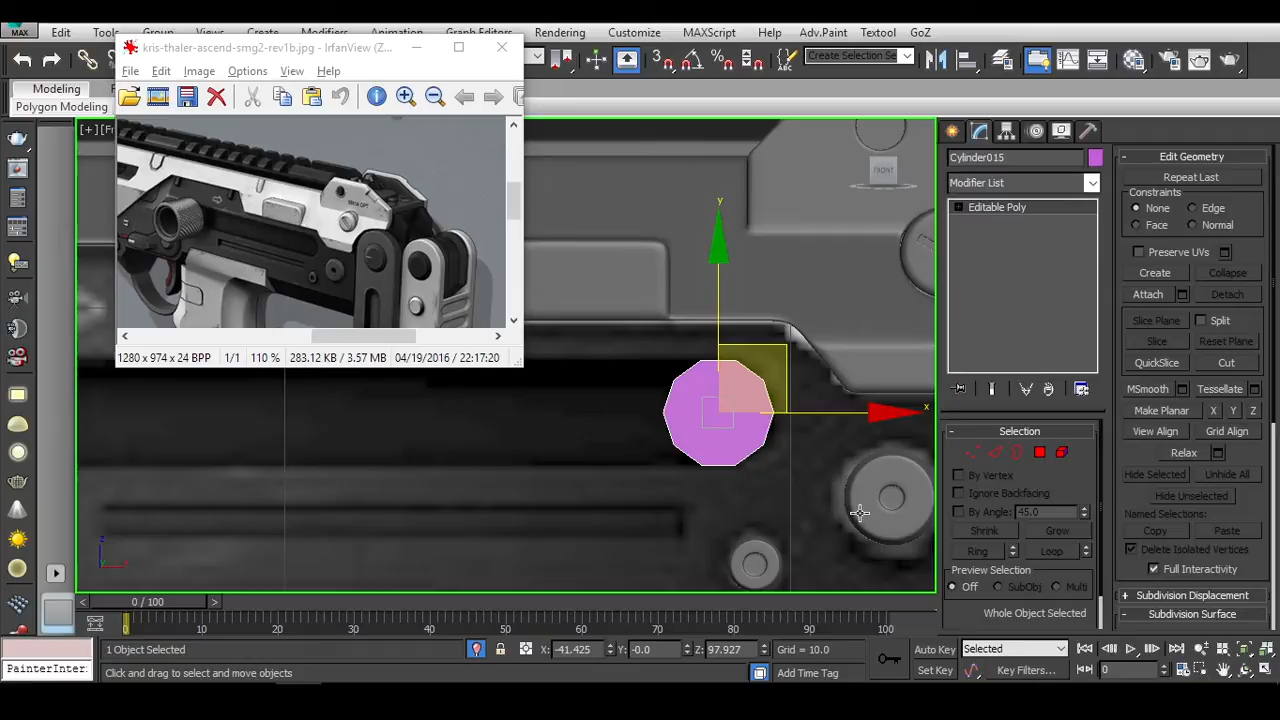 MAX
Edit
Tools
Group
Views
Create
Modifiers
Animation
Graph Editors
Rendering
Customize
MAXScript
Help
Adv.Paint
Textool
GoZ
kris-thaler-ascend-smg2-rev1b.jpg - IrfanView (Z...
File Edit Image Options View Help
Create Selection Se
Modeling
Polygon Modeling
[+][Fr
FRONT
y
x
z
x
Cylinder015
Modifier List
Editable Poly
1280 x 974 x 24 BPP 1/1 110 % 283.12 KB / 3.57 MB 04/19/2016 / 22:17:20
Selection
By Vertex
Ignore Backfacing
By Angle: 45.0
Shrink Grow
Ring Loop
Preview Selection
Off SubObj Multi
Whole Object Selected
Edit Geometry
Repeat Last
Constraints
None Edge
Face Normal
Preserve UVs
Create Collapse
Attach Detach
Slice Plane Split
Slice Reset Plane
QuickSlice Cut
MSmooth Tessellate
Make Planar X Y Z
View Align Grid Align
Relax
Hide Selected Unhide All
Hide Unselected
Named Selections:
Copy Paste
Delete Isolated Vertices
Full Interactivity
Subdivision Displacement
Subdivision Surface
< 0 / 100 >
0 10 20 30 40 50 60 70 80 90 100
1 Object Selected X: -41.425 Y: -0.0 Z: 97.927 Grid = 10.0
Auto Key Selected
PainterInter
Click and drag to select and move objects
Add Time Tag
Set Key Key Filters... 0